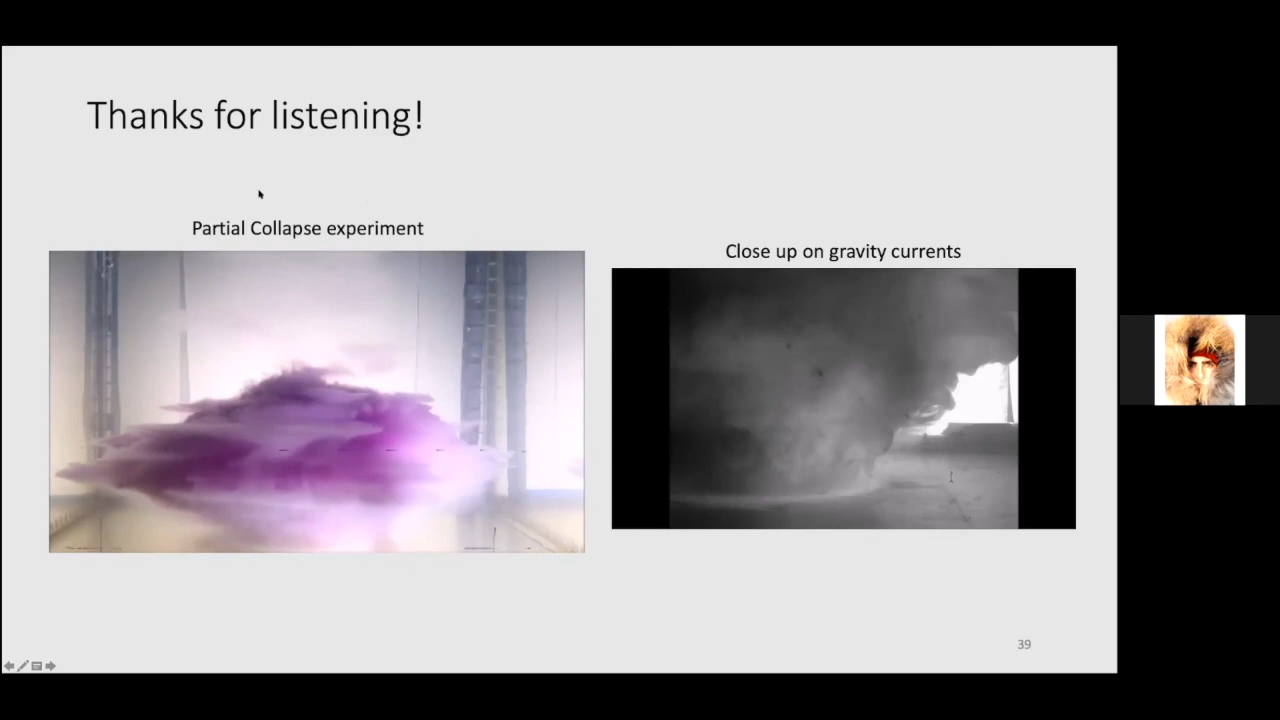 Thanks for listening!
Partial Collapse experiment
Close up on gravity currents
39